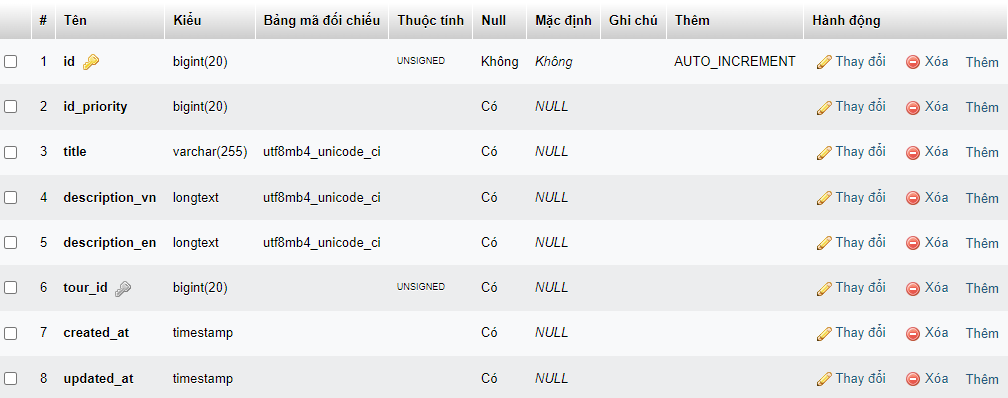 # Tên Kiểu Bảng mã đối chiếu Thuộc tính Null Mặc định Ghi chú Thêm Hành động
1 id bigint(20) UNSIGNED Không Không AUTO_INCREMENT Thay đổi Xóa Thêm
2 id_priority bigint(20) Có NULL Thay đổi Xóa Thêm
3 title varchar(255) utf8mb4_unicode_ci Có NULL Thay đổi Xóa Thêm
4 description_vn longtext utf8mb4_unicode_ci Có NULL Thay đổi Xóa Thêm
5 description_en longtext utf8mb4_unicode_ci Có NULL Thay đổi Xóa Thêm
6 tour_id bigint(20) UNSIGNED Có NULL Thay đổi Xóa Thêm
7 created_at timestamp Có NULL Thay đổi Xóa Thêm
8 updated_at timestamp Có NULL Thay đổi Xóa Thêm